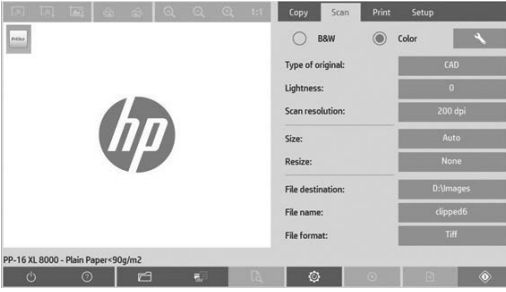 1:1
Copy Scan Print Setup
B&W Color
Type of original: CAD
Lightness: 0
Scan resolution: 200 dpi
Size: Auto
Resize: None
File destination: D:\Images
File name: clipped6
File format: Tiff
hp
PP-16 XL 8000 - Plain Paper<90g/m2